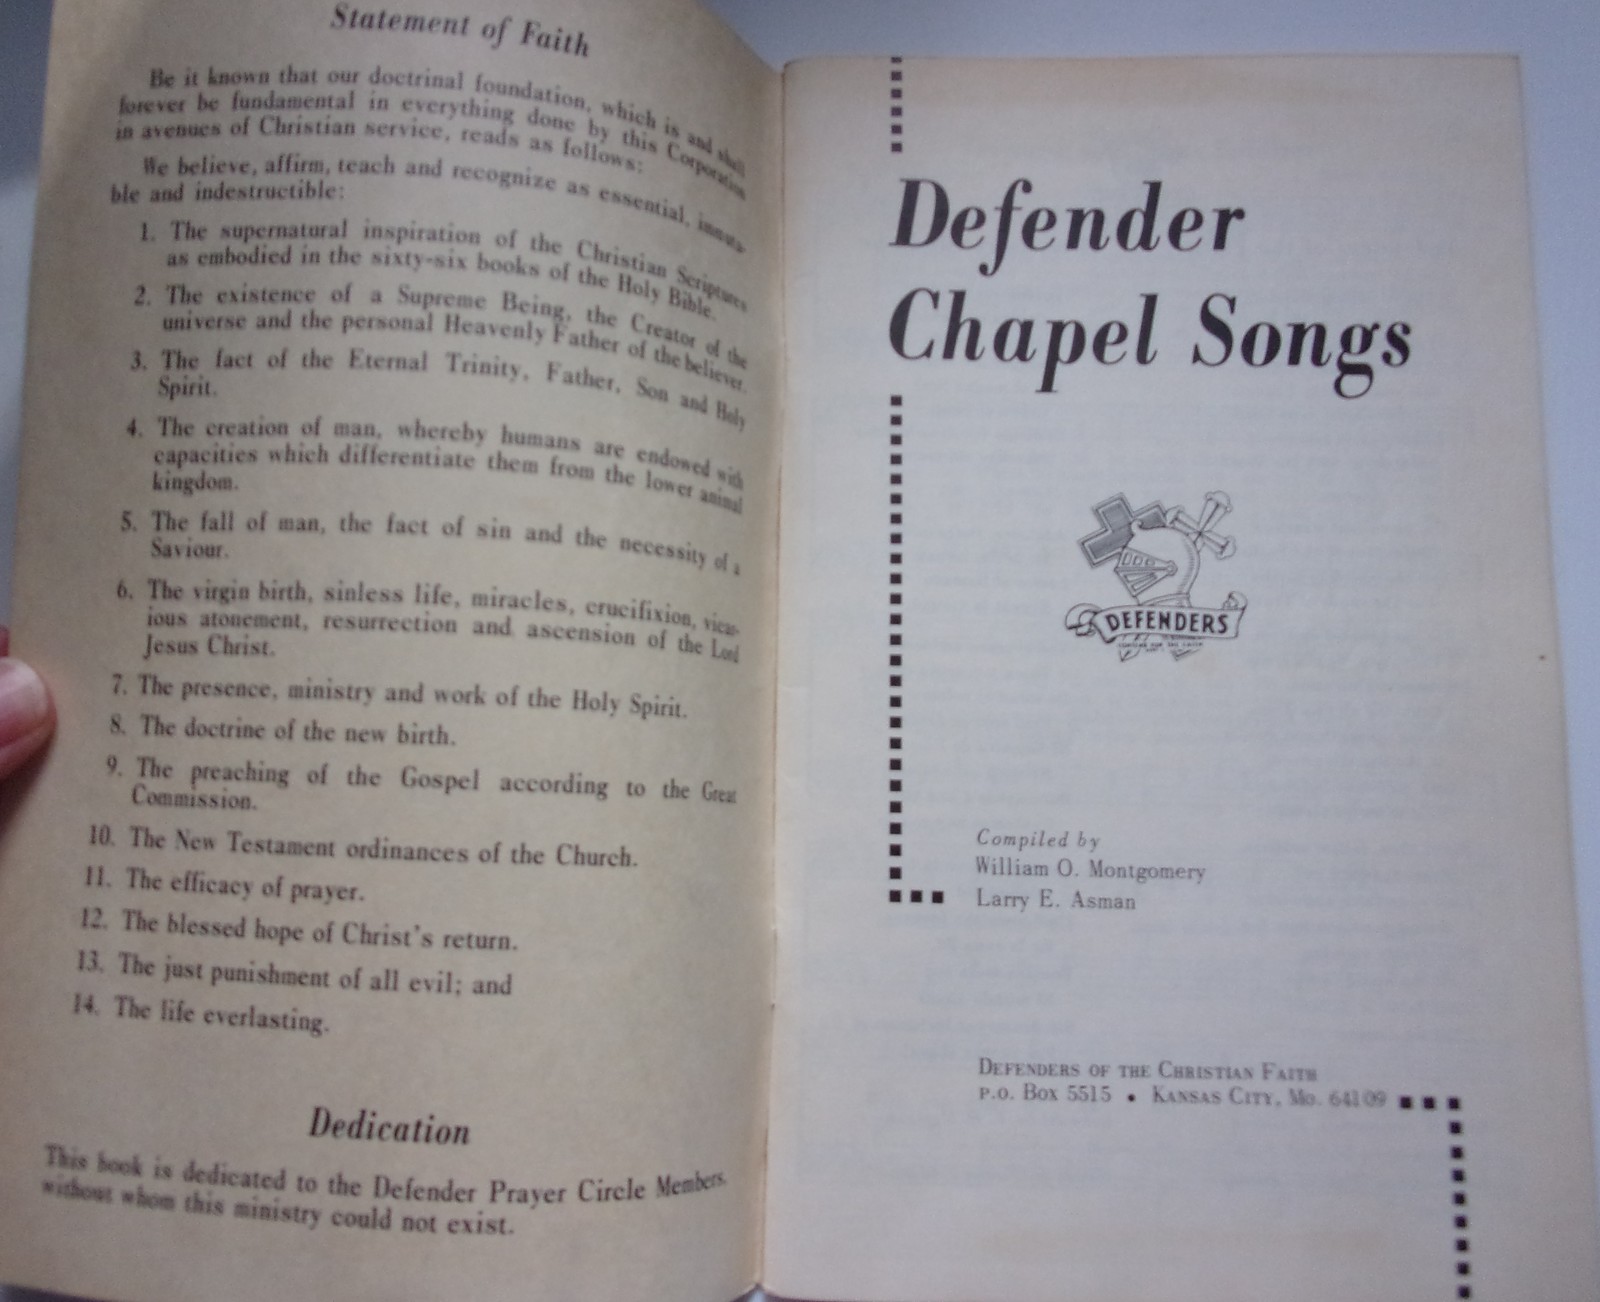 Statement of Faith
Be it known that our doctrinal foundation, which is and shall
forever be fundamental in everything done by this Corporation
in avenues of Christian service, reads as follows:
We believe, affirm, teach and recognize as essential, immuta-
ble and indestructible:
1. The supernatural inspiration of the Christian Scriptures
as embodied in the sixty-six books of the Holy Bible.
2. The existence of a Supreme Being, the Creator of the
universe and the personal Heavenly Father of the believer.
3. The fact of the Eternal Trinity, Father, Son and Holy
Spirit.
4. The creation of man, whereby humans are endowed with
capacities which differentiate them from the lower animal
kingdom.
5. The fall of man, the fact of sin and the necessity of a
Saviour.
6. The virgin birth, sinless life, miracles, crucifixion, vicar-
ious atonement, resurrection and ascension of the Lord
Jesus Christ.
7. The presence, ministry and work of the Holy Spirit.
8. The doctrine of the new birth.
9. The preaching of the Gospel according to the Great
Commission.
10. The New Testament ordinances of the Church.
11. The efficacy of prayer.
12. The blessed hope of Christ's return.
13. The just punishment of all evil; and
14. The life everlasting.
Dedication
This book is dedicated to the Defender Prayer Circle Members,
without whom this ministry could not exist.
Defender
Chapel Songs
DEFENDERS
Compiled by
William O. Montgomery
Larry E. Asman
DEFENDERS OF THE CHRISTIAN FAITH
P.O. BOX 5515 • KANSAS CITY, MO. 64109